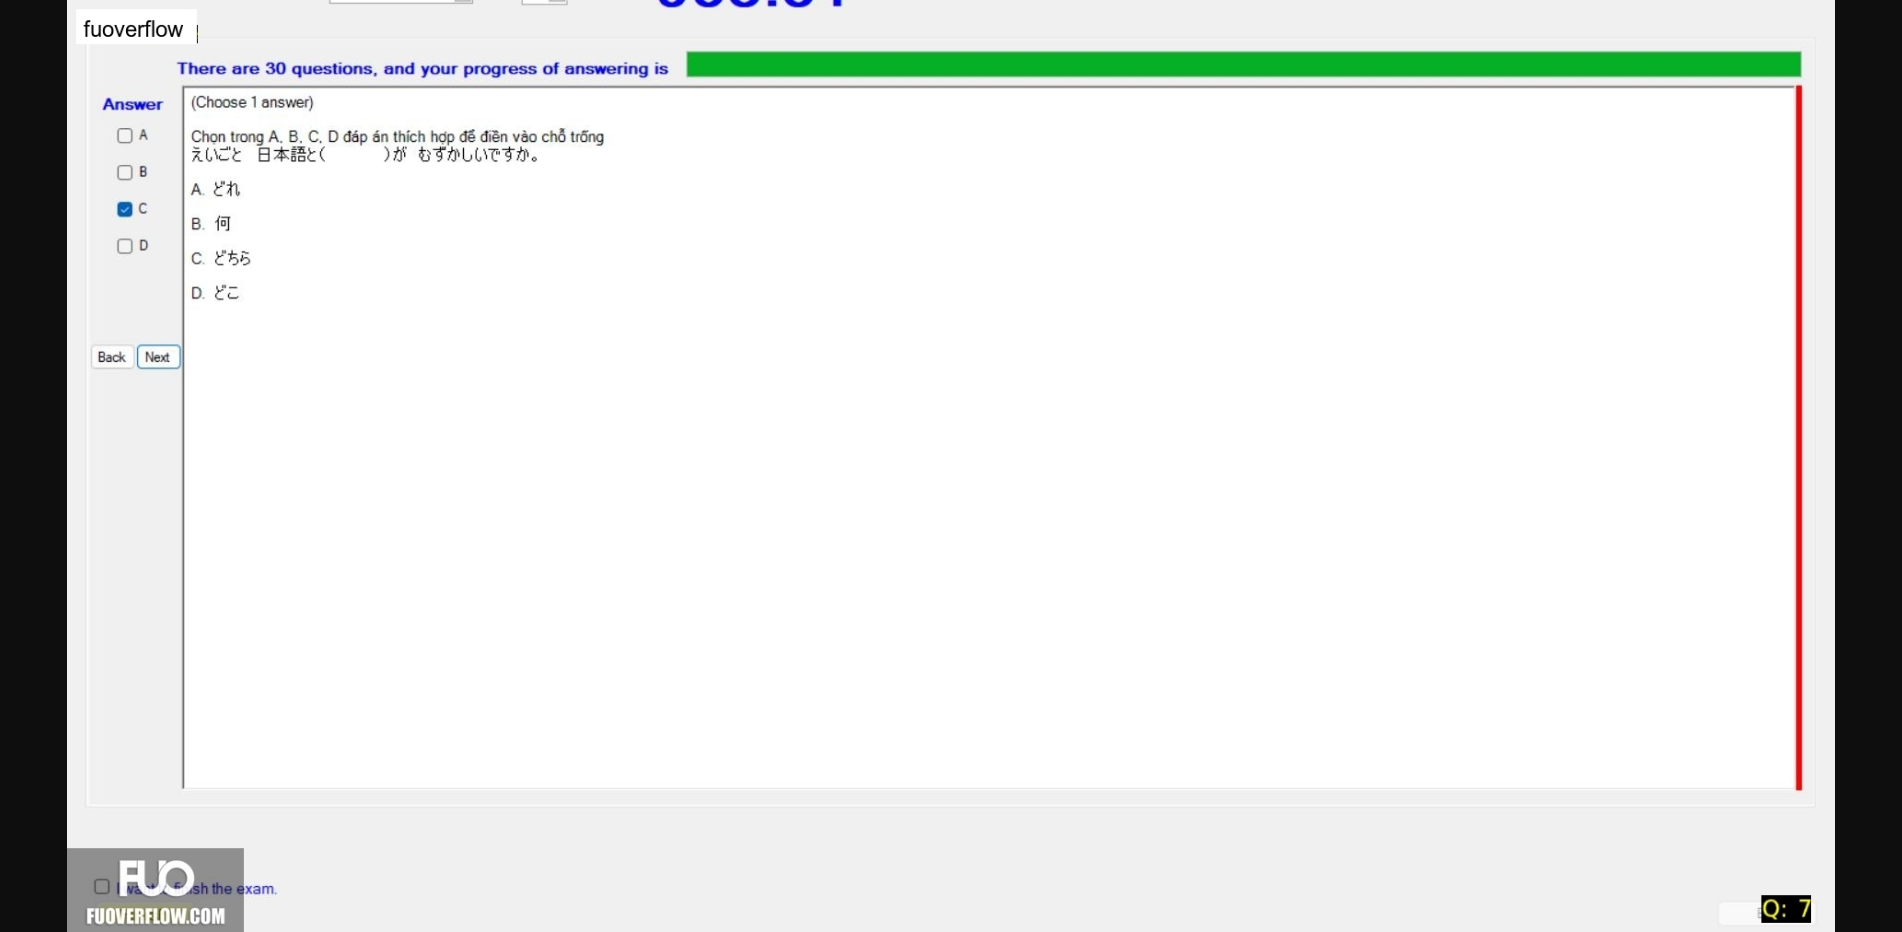 fuoverflow
There are 30 questions, and your progress of answering is
Answer
(Choose 1 answer)
A
Chọn trong A, B, C, D đáp án thích hợp để điền vào chỗ trống
えいごと 日本語と( )が むずかしいですか。
B
A. どれ
C
B. 何
D
C. どちら
D. どこ
Back Next
FUO
finish the exam.
FUOVERFLOW.COM
Q: 7